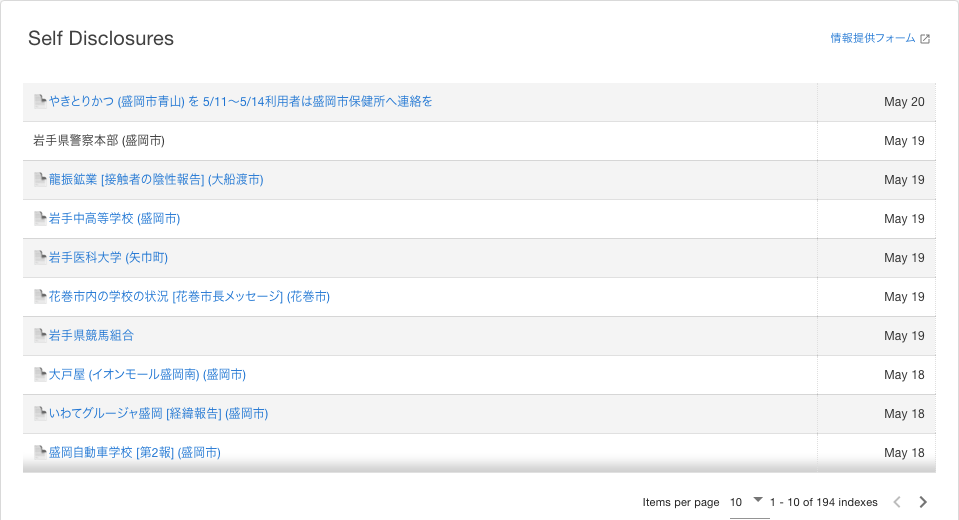 Self Disclosures
情報提供フォーム
やきとりかつ (盛岡市青山) を 5/11〜5/14利用者は盛岡市保健所へ連絡を May 20
岩手県警察本部 (盛岡市) May 19
龍振鉱業 [接触者の陰性報告] (大船渡市) May 19
岩手中高等学校 (盛岡市) May 19
岩手医科大学 (矢巾町) May 19
花巻市内の学校の状況 [花巻市長メッセージ] (花巻市) May 19
岩手県競馬組合 May 19
大戸屋 (イオンモール盛岡南) (盛岡市) May 18
いわてグルージャ盛岡 [経緯報告] (盛岡市) May 18
盛岡自動車学校 [第2報] (盛岡市) May 18
Items per page 10 1 - 10 of 194 indexes